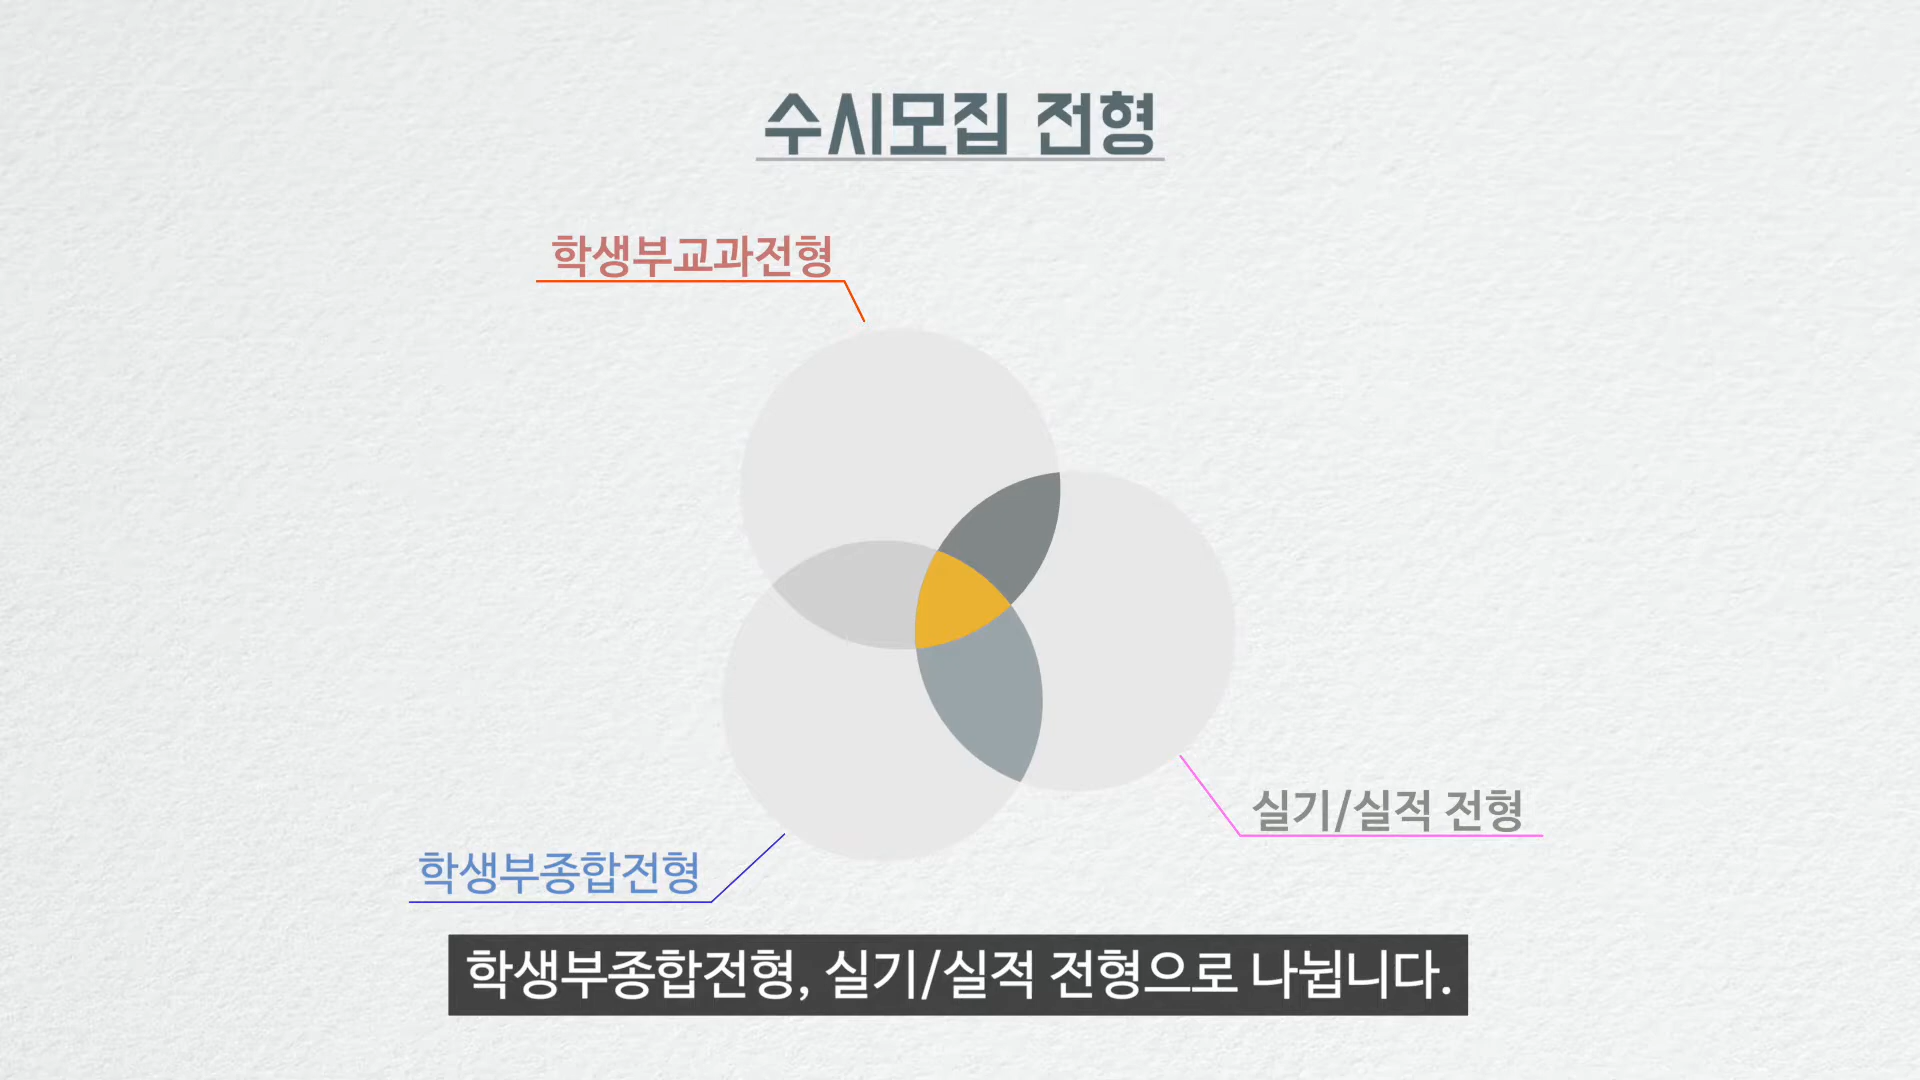 수시모집 전형
학생부교과전형
실기/실적 전형
학생부종합전형
학생부종합전형, 실기/실적 전형으로 나뉩니다.